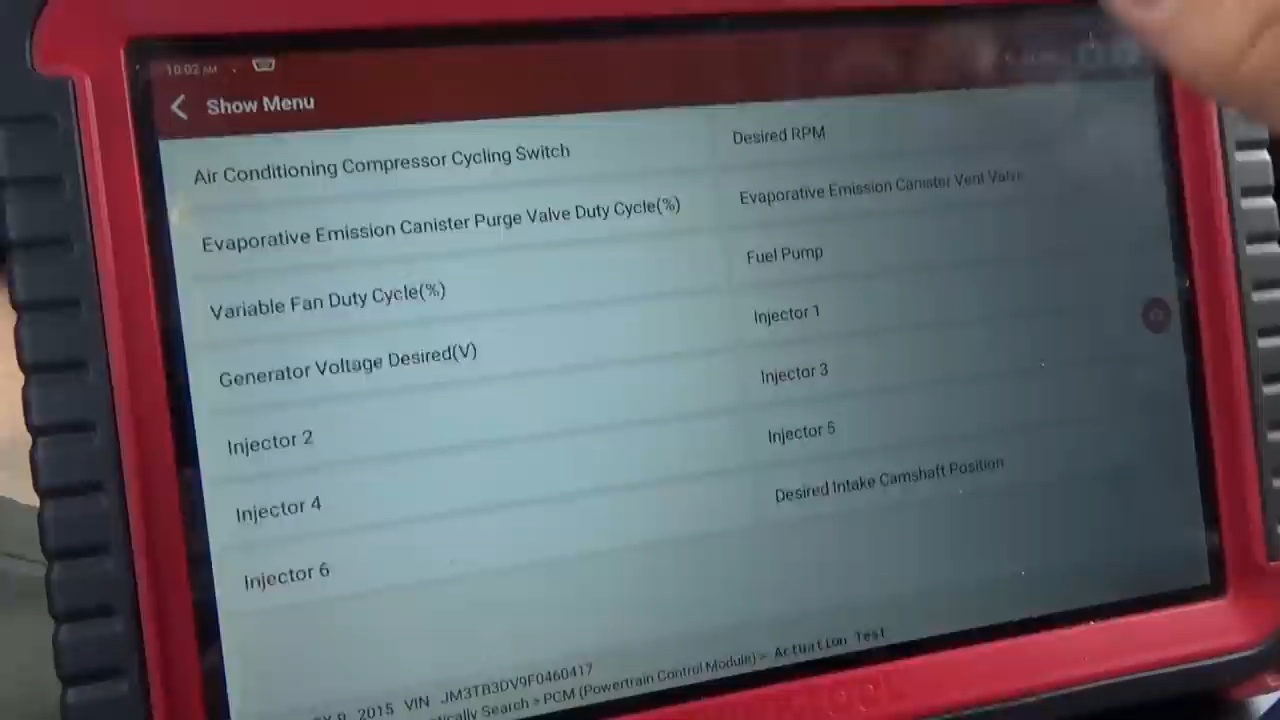 10:02 AM
Show Menu
Air Conditioning Compressor Cycling Switch
Desired RPM
Evaporative Emission Canister Purge Valve Duty Cycle(%)
Evaporative Emission Canister Vent Valve
Variable Fan Duty Cycle(%)
Fuel Pump
Generator Voltage Desired(V)
Injector 1
Injector 2
Injector 3
Injector 4
Injector 5
Injector 6
Desired Intake Camshaft Position
2015 VIN JM3TB3DV9F0460417
Search > PCM (Powertrain Control Module) > Actuation Test